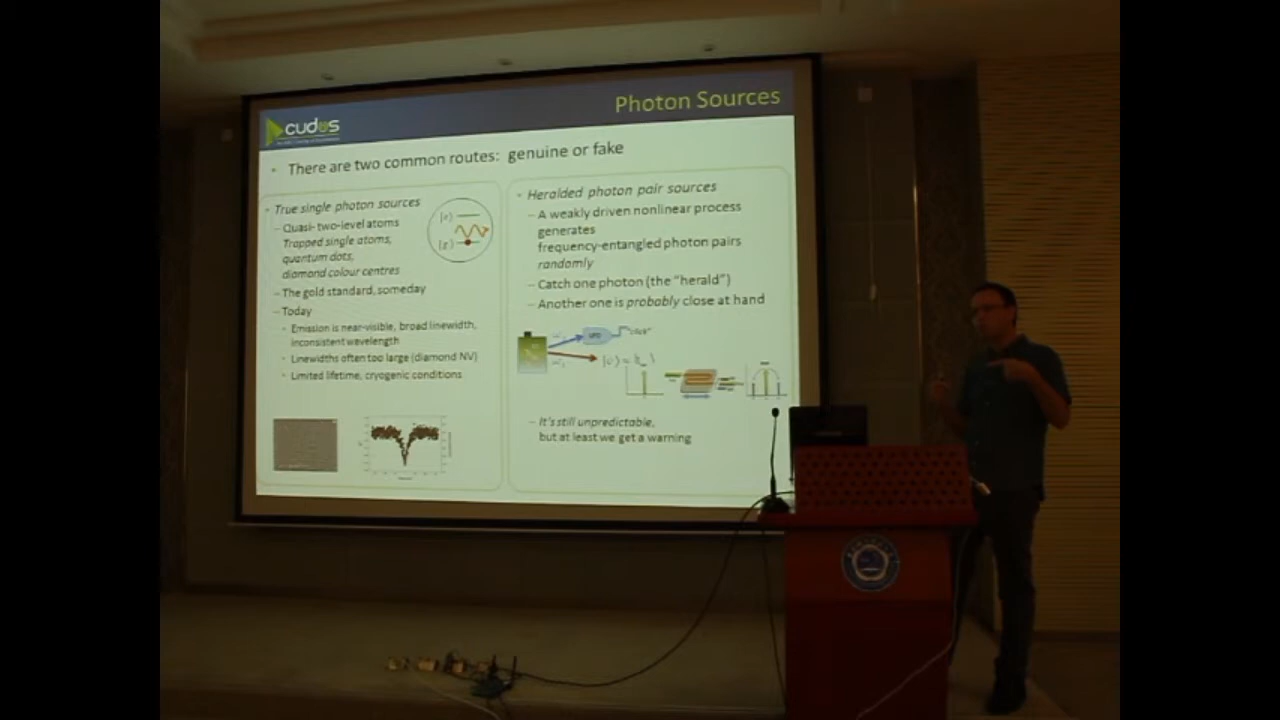 Photon Sources
cudos
• There are two common routes: genuine or fake
• True single photon sources
– Quasi- two-level atoms
Trapped single atoms,
quantum dots,
diamond colour centres
– The gold standard, someday
– Today
• Emission is near-visible, broad linewidth,
inconsistent wavelength
• Linewidths often too large (diamond NV)
• Limited lifetime, cryogenic conditions
|e⟩
|g⟩
• Heralded photon pair sources
– A weakly driven nonlinear process
generates
frequency-entangled photon pairs
randomly
– Catch one photon (the “herald”)
– Another one is probably close at hand
– It's still unpredictable,
but at least we get a warning